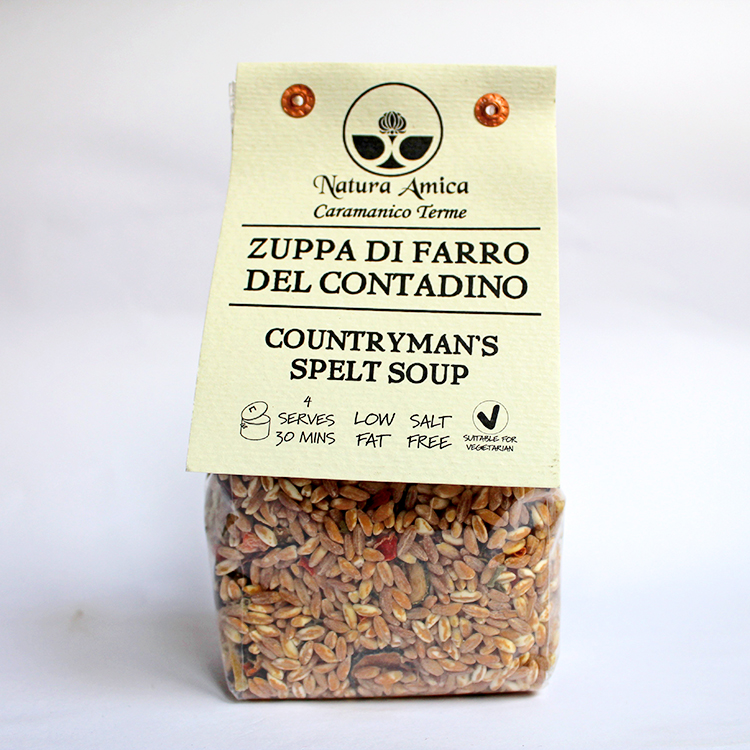 Natura Amica
Caramanico Terme
ZUPPA DI FARRO
DEL CONTADINO
COUNTRYMAN'S
SPELT SOUP
4
SERVES
30 MINS
LOW
FAT
SALT
FREE
SUITABLE FOR
VEGETARIAN